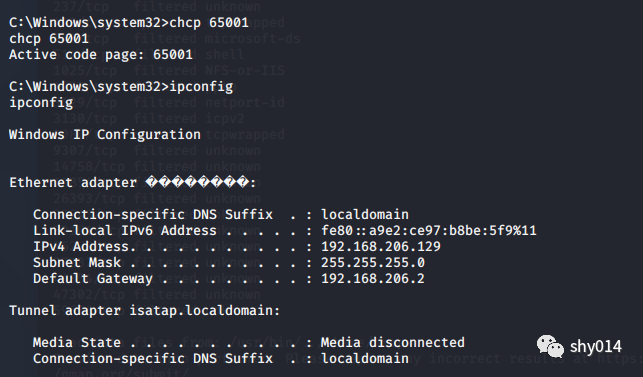 C:\Windows\system32>chcp 65001
chcp 65001
Active code page: 65001
C:\Windows\system32>ipconfig
ipconfig
Windows IP Configuration
Ethernet adapter ����������:
Connection-specific DNS Suffix . : localdomain
Link-local IPv6 Address . . . . . : fe80::a9e2:ce97:b8be:5f9%11
IPv4 Address. . . . . . . . . . . : 192.168.206.129
Subnet Mask . . . . . . . . . . . : 255.255.255.0
Default Gateway . . . . . . . . . : 192.168.206.2
Tunnel adapter isatap.localdomain:
Media State . . . . . . . . . . . : Media disconnected
Connection-specific DNS Suffix . : localdomain
shy014